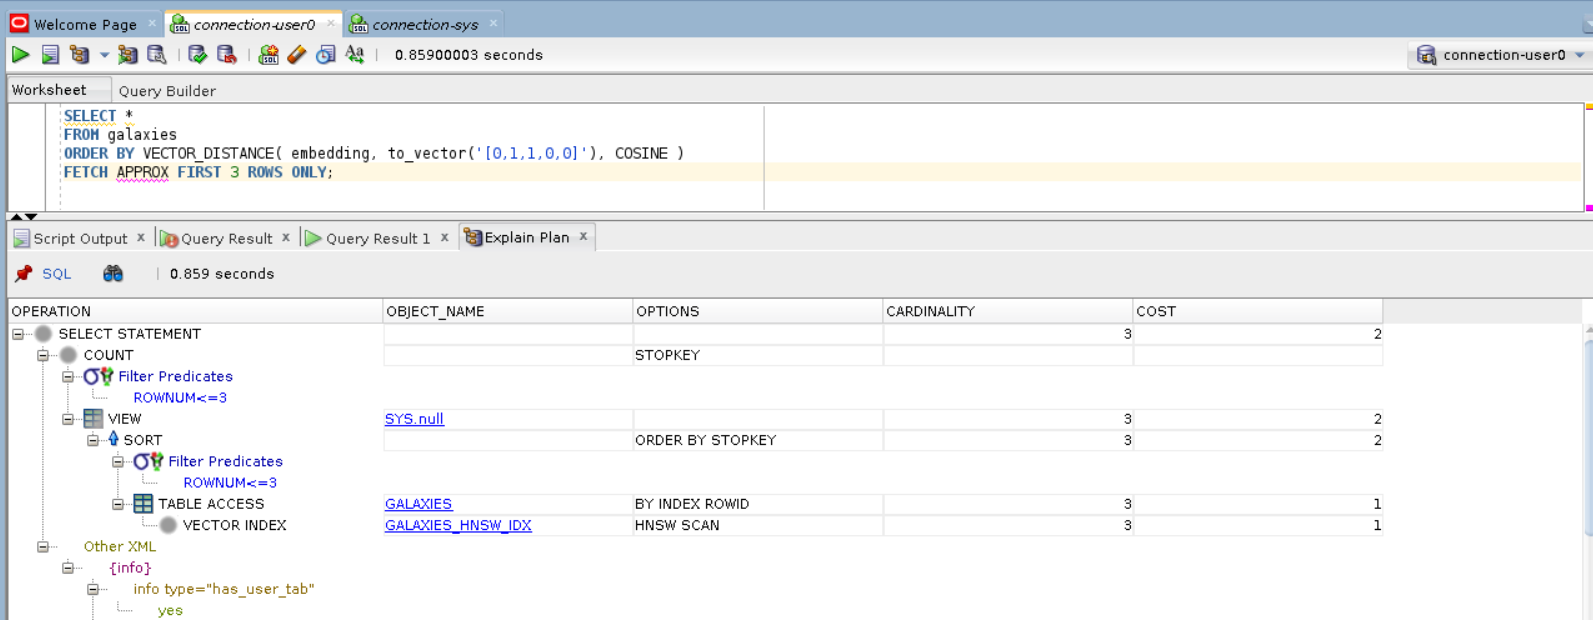 Welcome Page
connection-user0
connection-sys
0.85900003 seconds
connection-user0
Worksheet
Query Builder
SELECT *
FROM galaxies
ORDER BY VECTOR_DISTANCE( embedding, to_vector('[0,1,1,0,0]'), COSINE )
FETCH APPROX FIRST 3 ROWS ONLY;
Script Output
Query Result
Query Result 1
Explain Plan
SQL
0.859 seconds
OPERATION OBJECT_NAME OPTIONS CARDINALITY COST
SELECT STATEMENT 3 2
COUNT STOPKEY
Filter Predicates
ROWNUM<=3
VIEW SYS.null 3 2
SORT ORDER BY STOPKEY 3 2
Filter Predicates
ROWNUM<=3
TABLE ACCESS GALAXIES BY INDEX ROWID 3 1
VECTOR INDEX GALAXIES_HNSW_IDX HNSW SCAN 3 1
Other XML
{info}
info type="has_user_tab"
yes